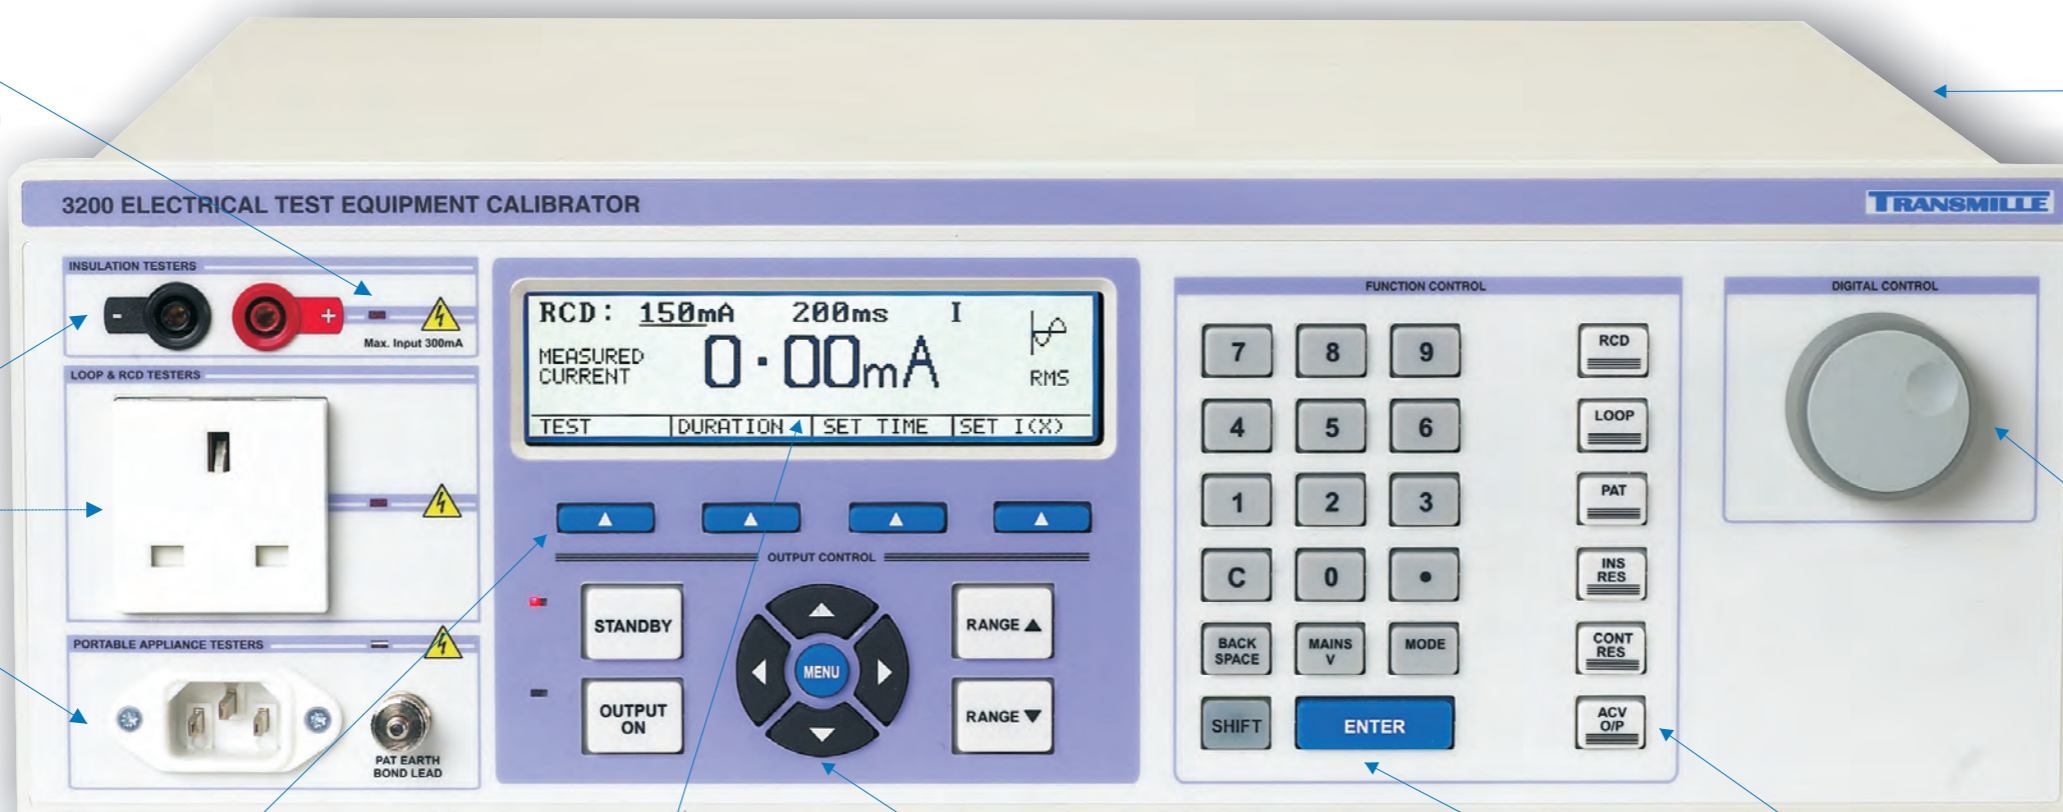 3200 ELECTRICAL TEST EQUIPMENT CALIBRATOR
TRANSMILLE
INSULATION TESTERS
- +
Max. Input 300mA
LOOP & RCD TESTERS
PORTABLE APPLIANCE TESTERS
PAT EARTH
BOND LEAD
RCD: 150mA 200ms I
MEASURED
CURRENT
0.00mA
RMS
TEST |DURATION |SET TIME |SET I(X)
OUTPUT CONTROL
STANDBY
OUTPUT
ON
MENU
RANGE ▲
RANGE ▼
FUNCTION CONTROL
7 8 9
4 5 6
1 2 3
C 0 •
BACK
SPACE
MAINS
V
MODE
SHIFT
ENTER
RCD
LOOP
PAT
INS
RES
CONT
RES
ACV
O/P
DIGITAL CONTROL